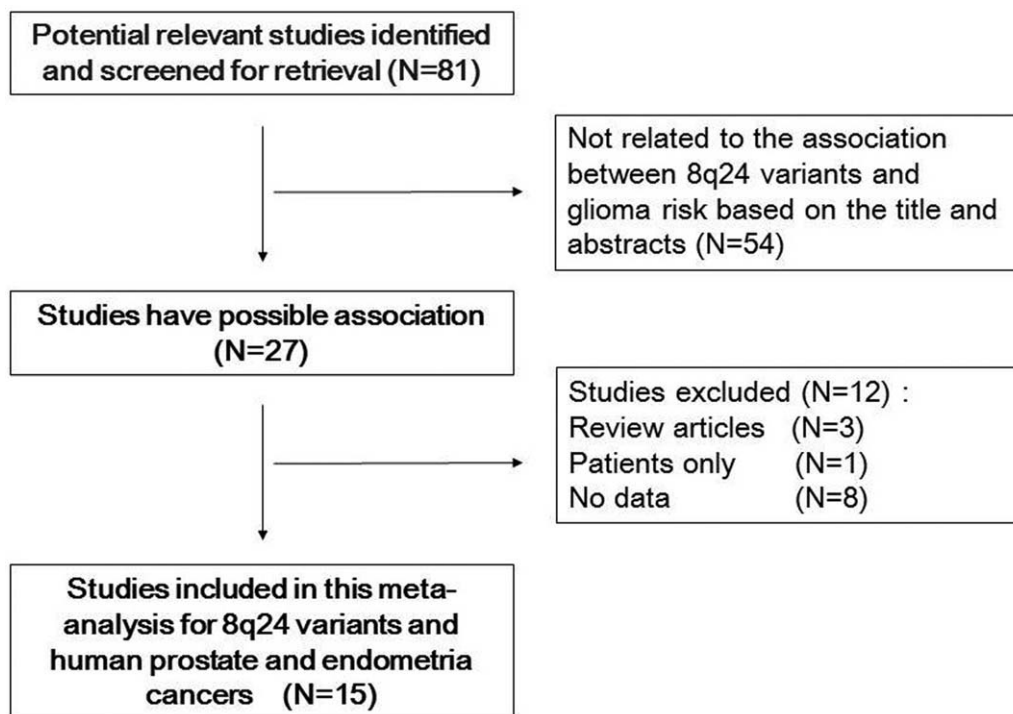 Potential relevant studies identified
and screened for retrieval (N=81)
Not related to the association
between 8q24 variants and
glioma risk based on the title and
abstracts (N=54)
Studies have possible association
(N=27)
Studies excluded (N=12) :
Review articles (N=3)
Patients only (N=1)
No data (N=8)
Studies included in this meta-
analysis for 8q24 variants and
human prostate and endometria
cancers (N=15)